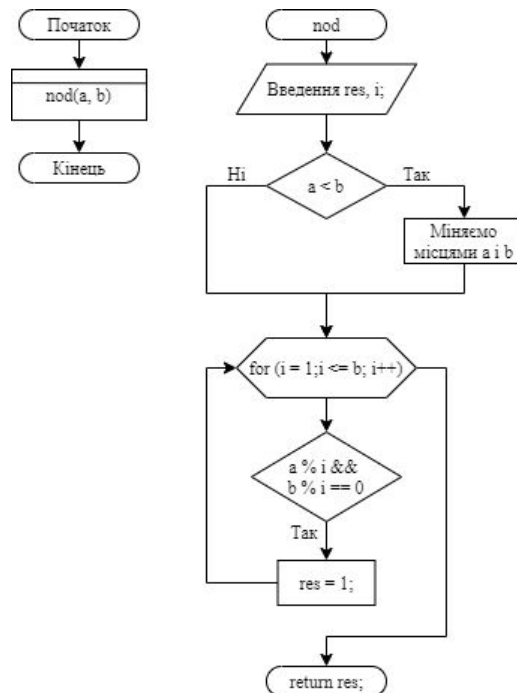 Початок
nod(a, b)
Кінець
nod
Введення res, i;
a < b
Ні
Так
Міняємо
місцями a і b
for (i = 1;i <= b; i++)
a % i &&
b % i == 0
Так
res = 1;
return res;